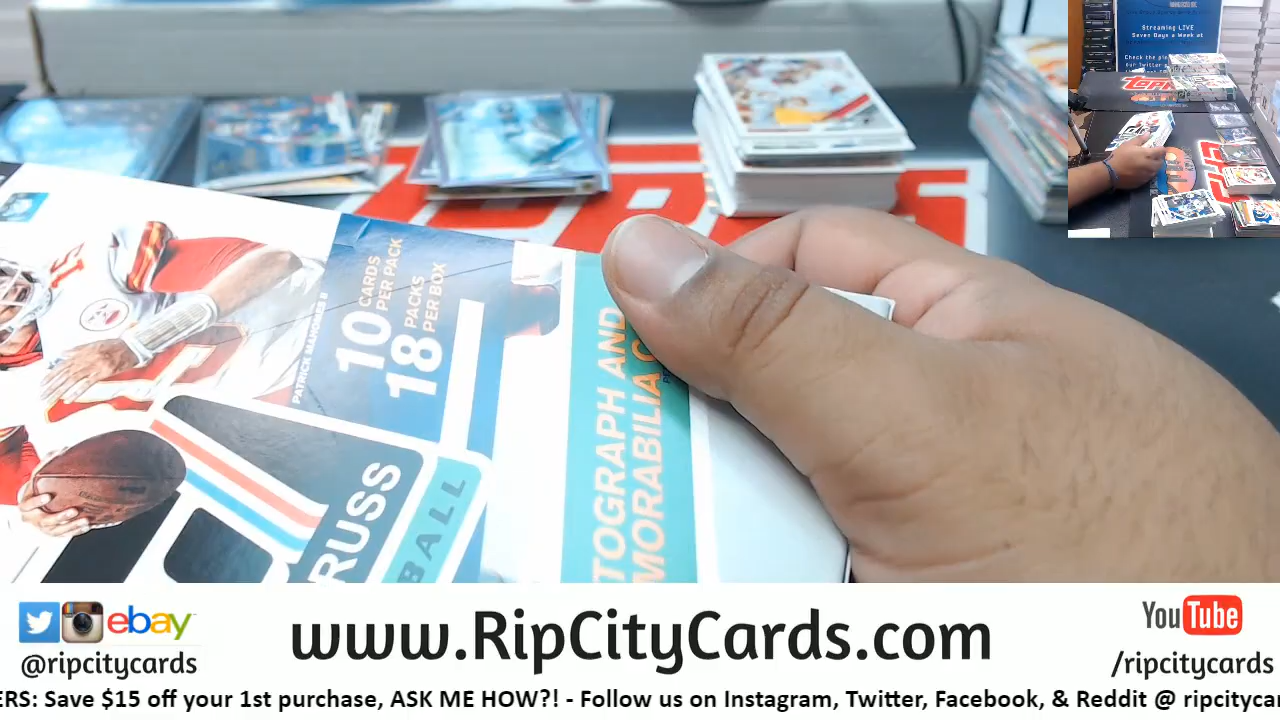 Streaming LIVE
Seven Days a Week at
10 CARDS PER PACK
18 PACKS PER BOX
PATRICK MAHOMES II
RUSS
BALL
TOGRAPH AND
MORABILIA
ebay
@ripcitycards
www.RipCityCards.com
YouTube
/ripcitycards
ERS: Save $15 off your 1st purchase, ASK ME HOW?! - Follow us on Instagram, Twitter, Facebook, & Reddit @ ripcitycar